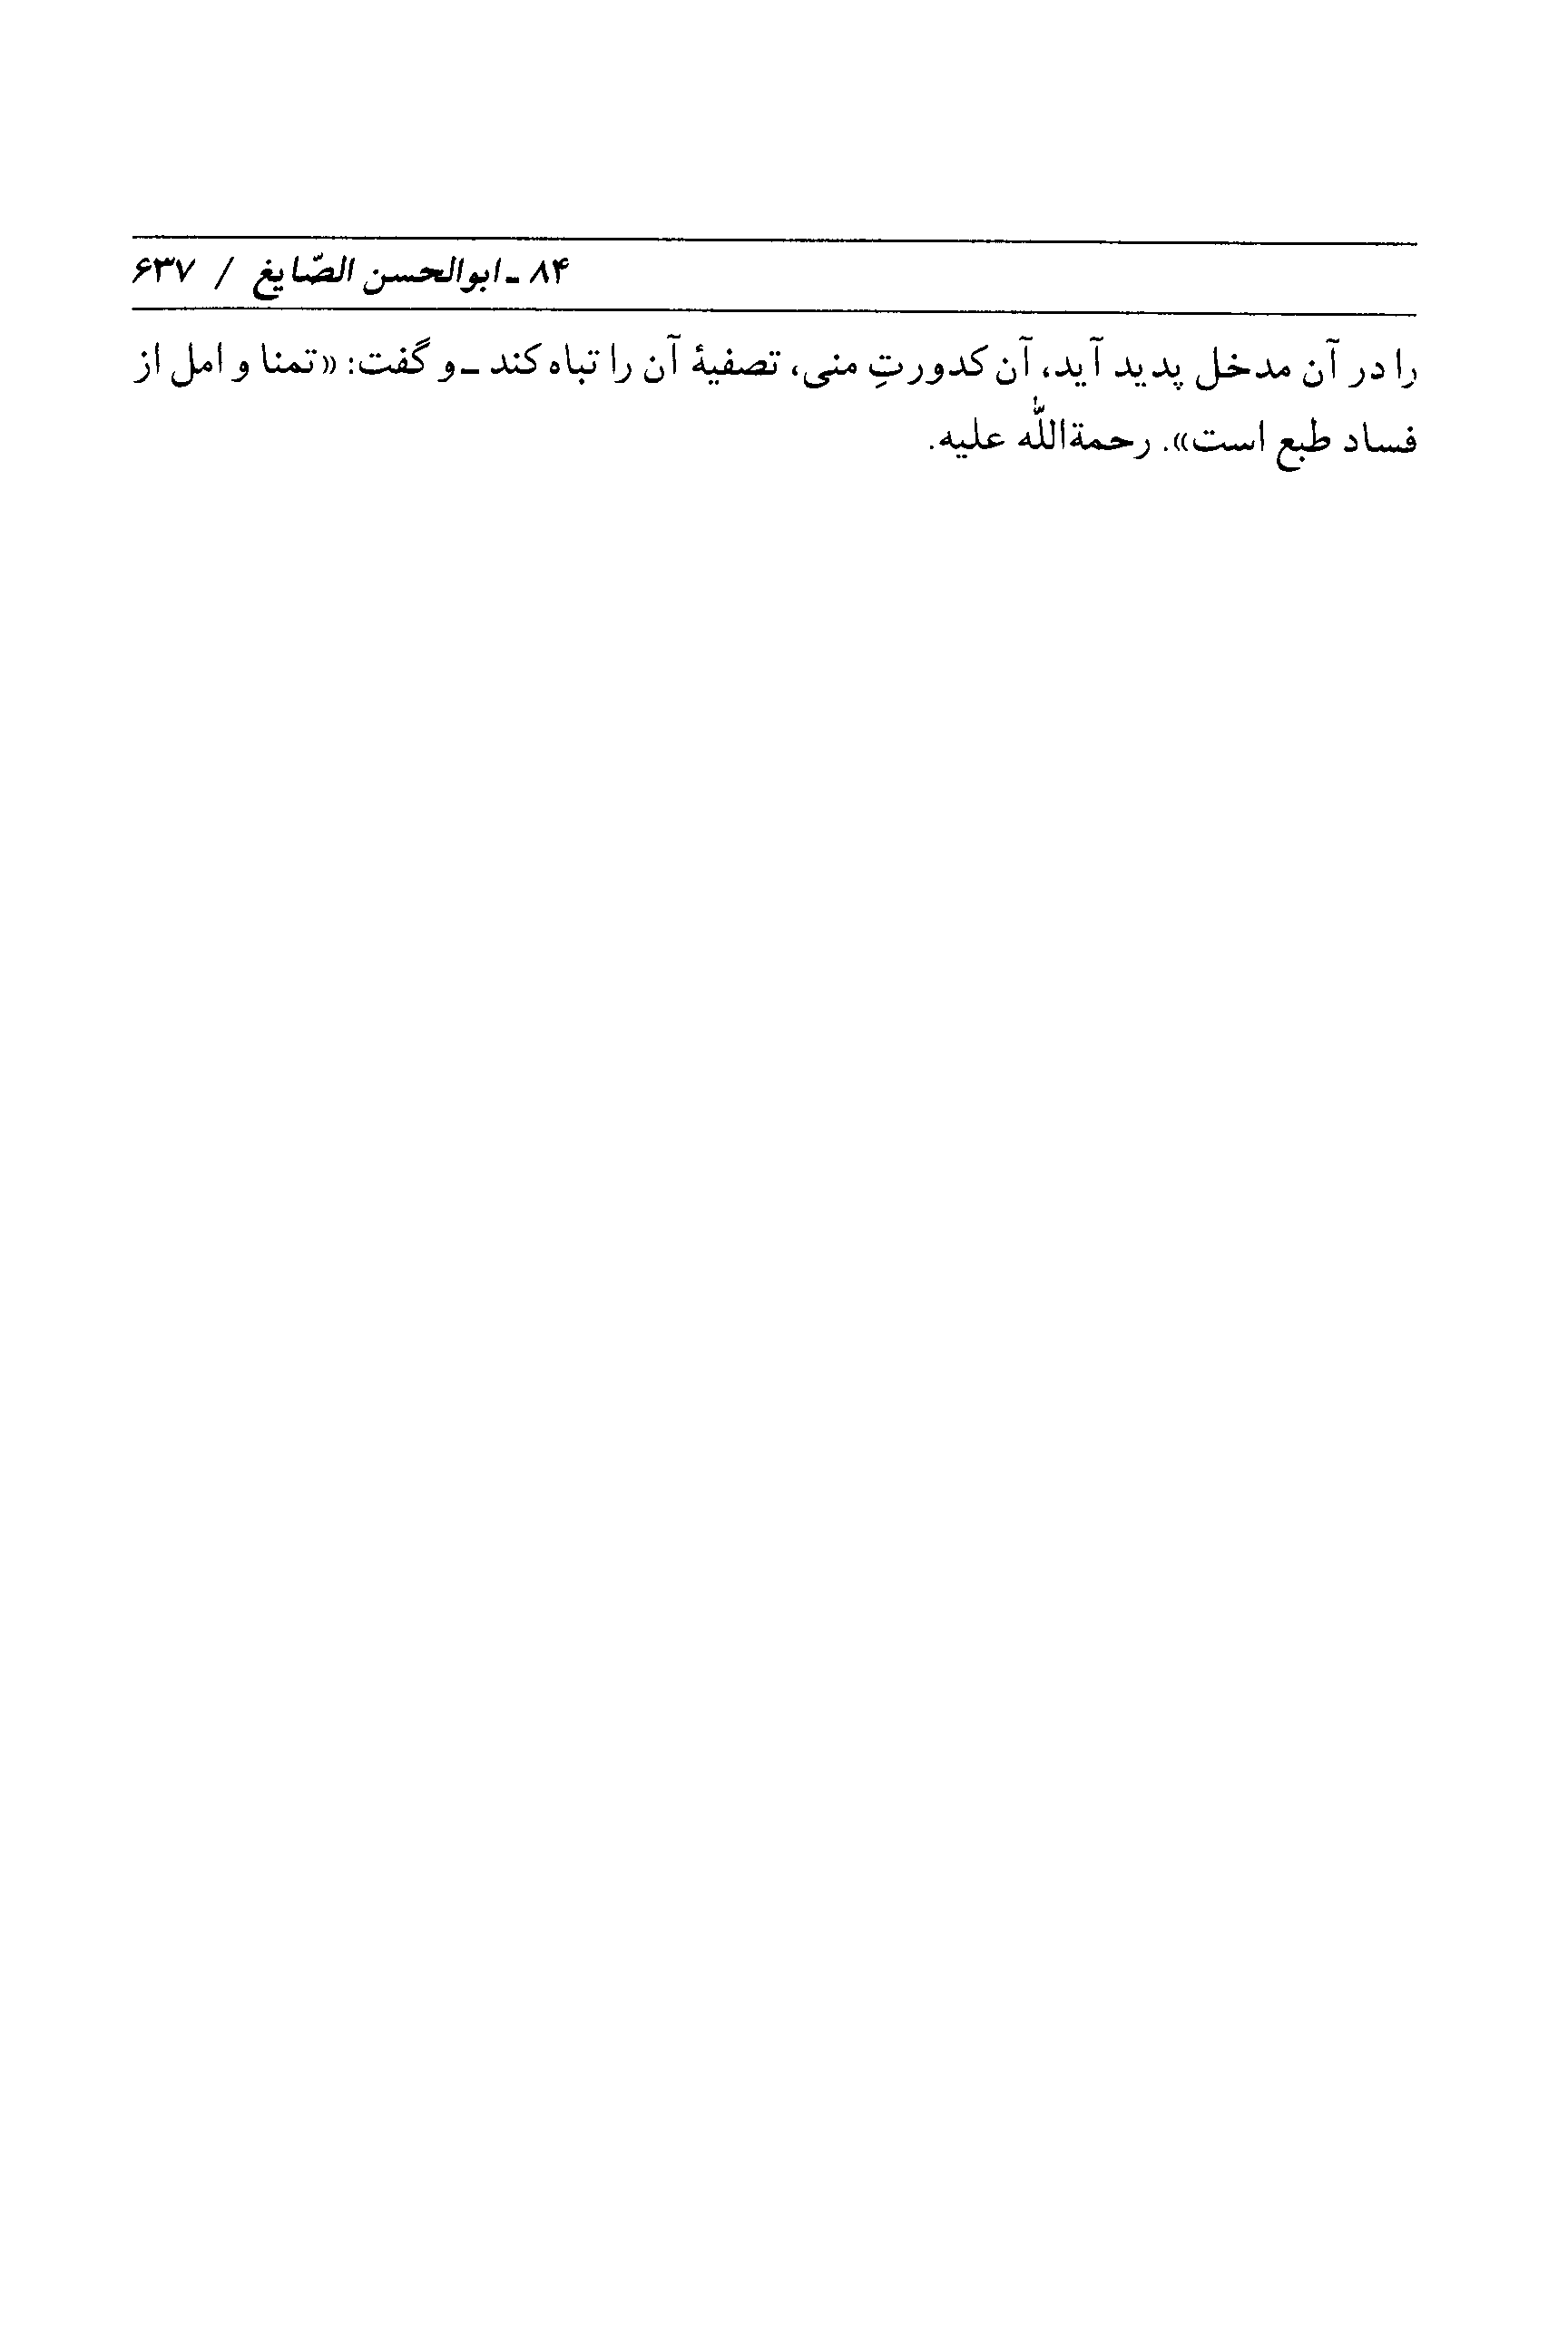 ۸۴ ـ ابوالحسن الصّایغ / ۶۳۷
را در آن مدخل پدید آید، آن کدورتِ منی، تصفیهٔ آن را تباه کند ـ و گفت: «تمنا و امل از
فساد طبع است». رحمةاللّٰه علیه.